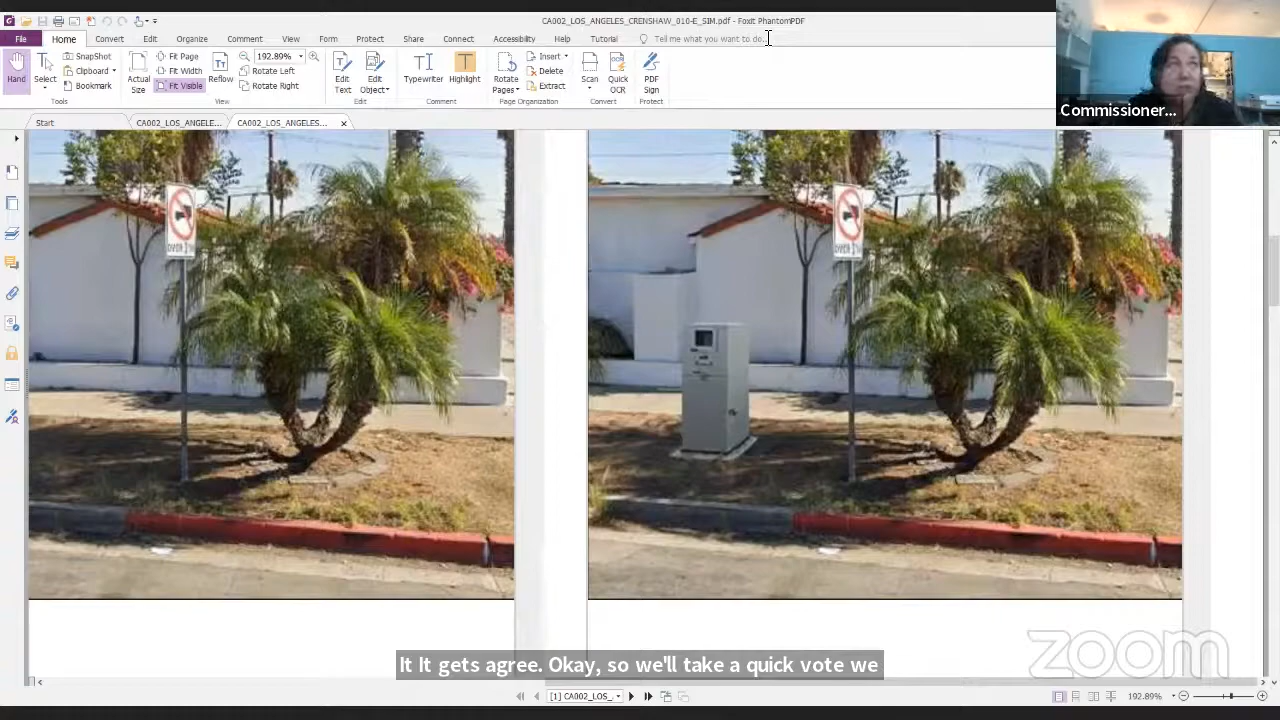 CA002_LOS_ANGELES_CRENSHAW_010-E_SIM.pdf - Foxit PhantomPDF
File Home Convert Edit Organize Comment View Form Protect Share Connect Accessibility Help Tutorial Tell me what you want to do..
Hand
Select
SnapShot
Clipboard
Bookmark
Tools
Actual Size
Fit Page
Fit Width
Fit Visible
Reflow
192.89%
Rotate Left
Rotate Right
View
Edit Text
Edit Object
Edit
Typewriter
Highlight
Comment
Rotate Pages
Insert
Delete
Extract
Page Organization
Scan
Quick OCR
Convert
PDF Sign
Protect
Commissioner...
Start
CA002_LOS_ANGELE...
CA002_LOS_ANGELES...
OVER
OVER
It It gets agree. Okay, so we'll take a quick vote we
zoom
[1] CA002_LOS_
192.89%